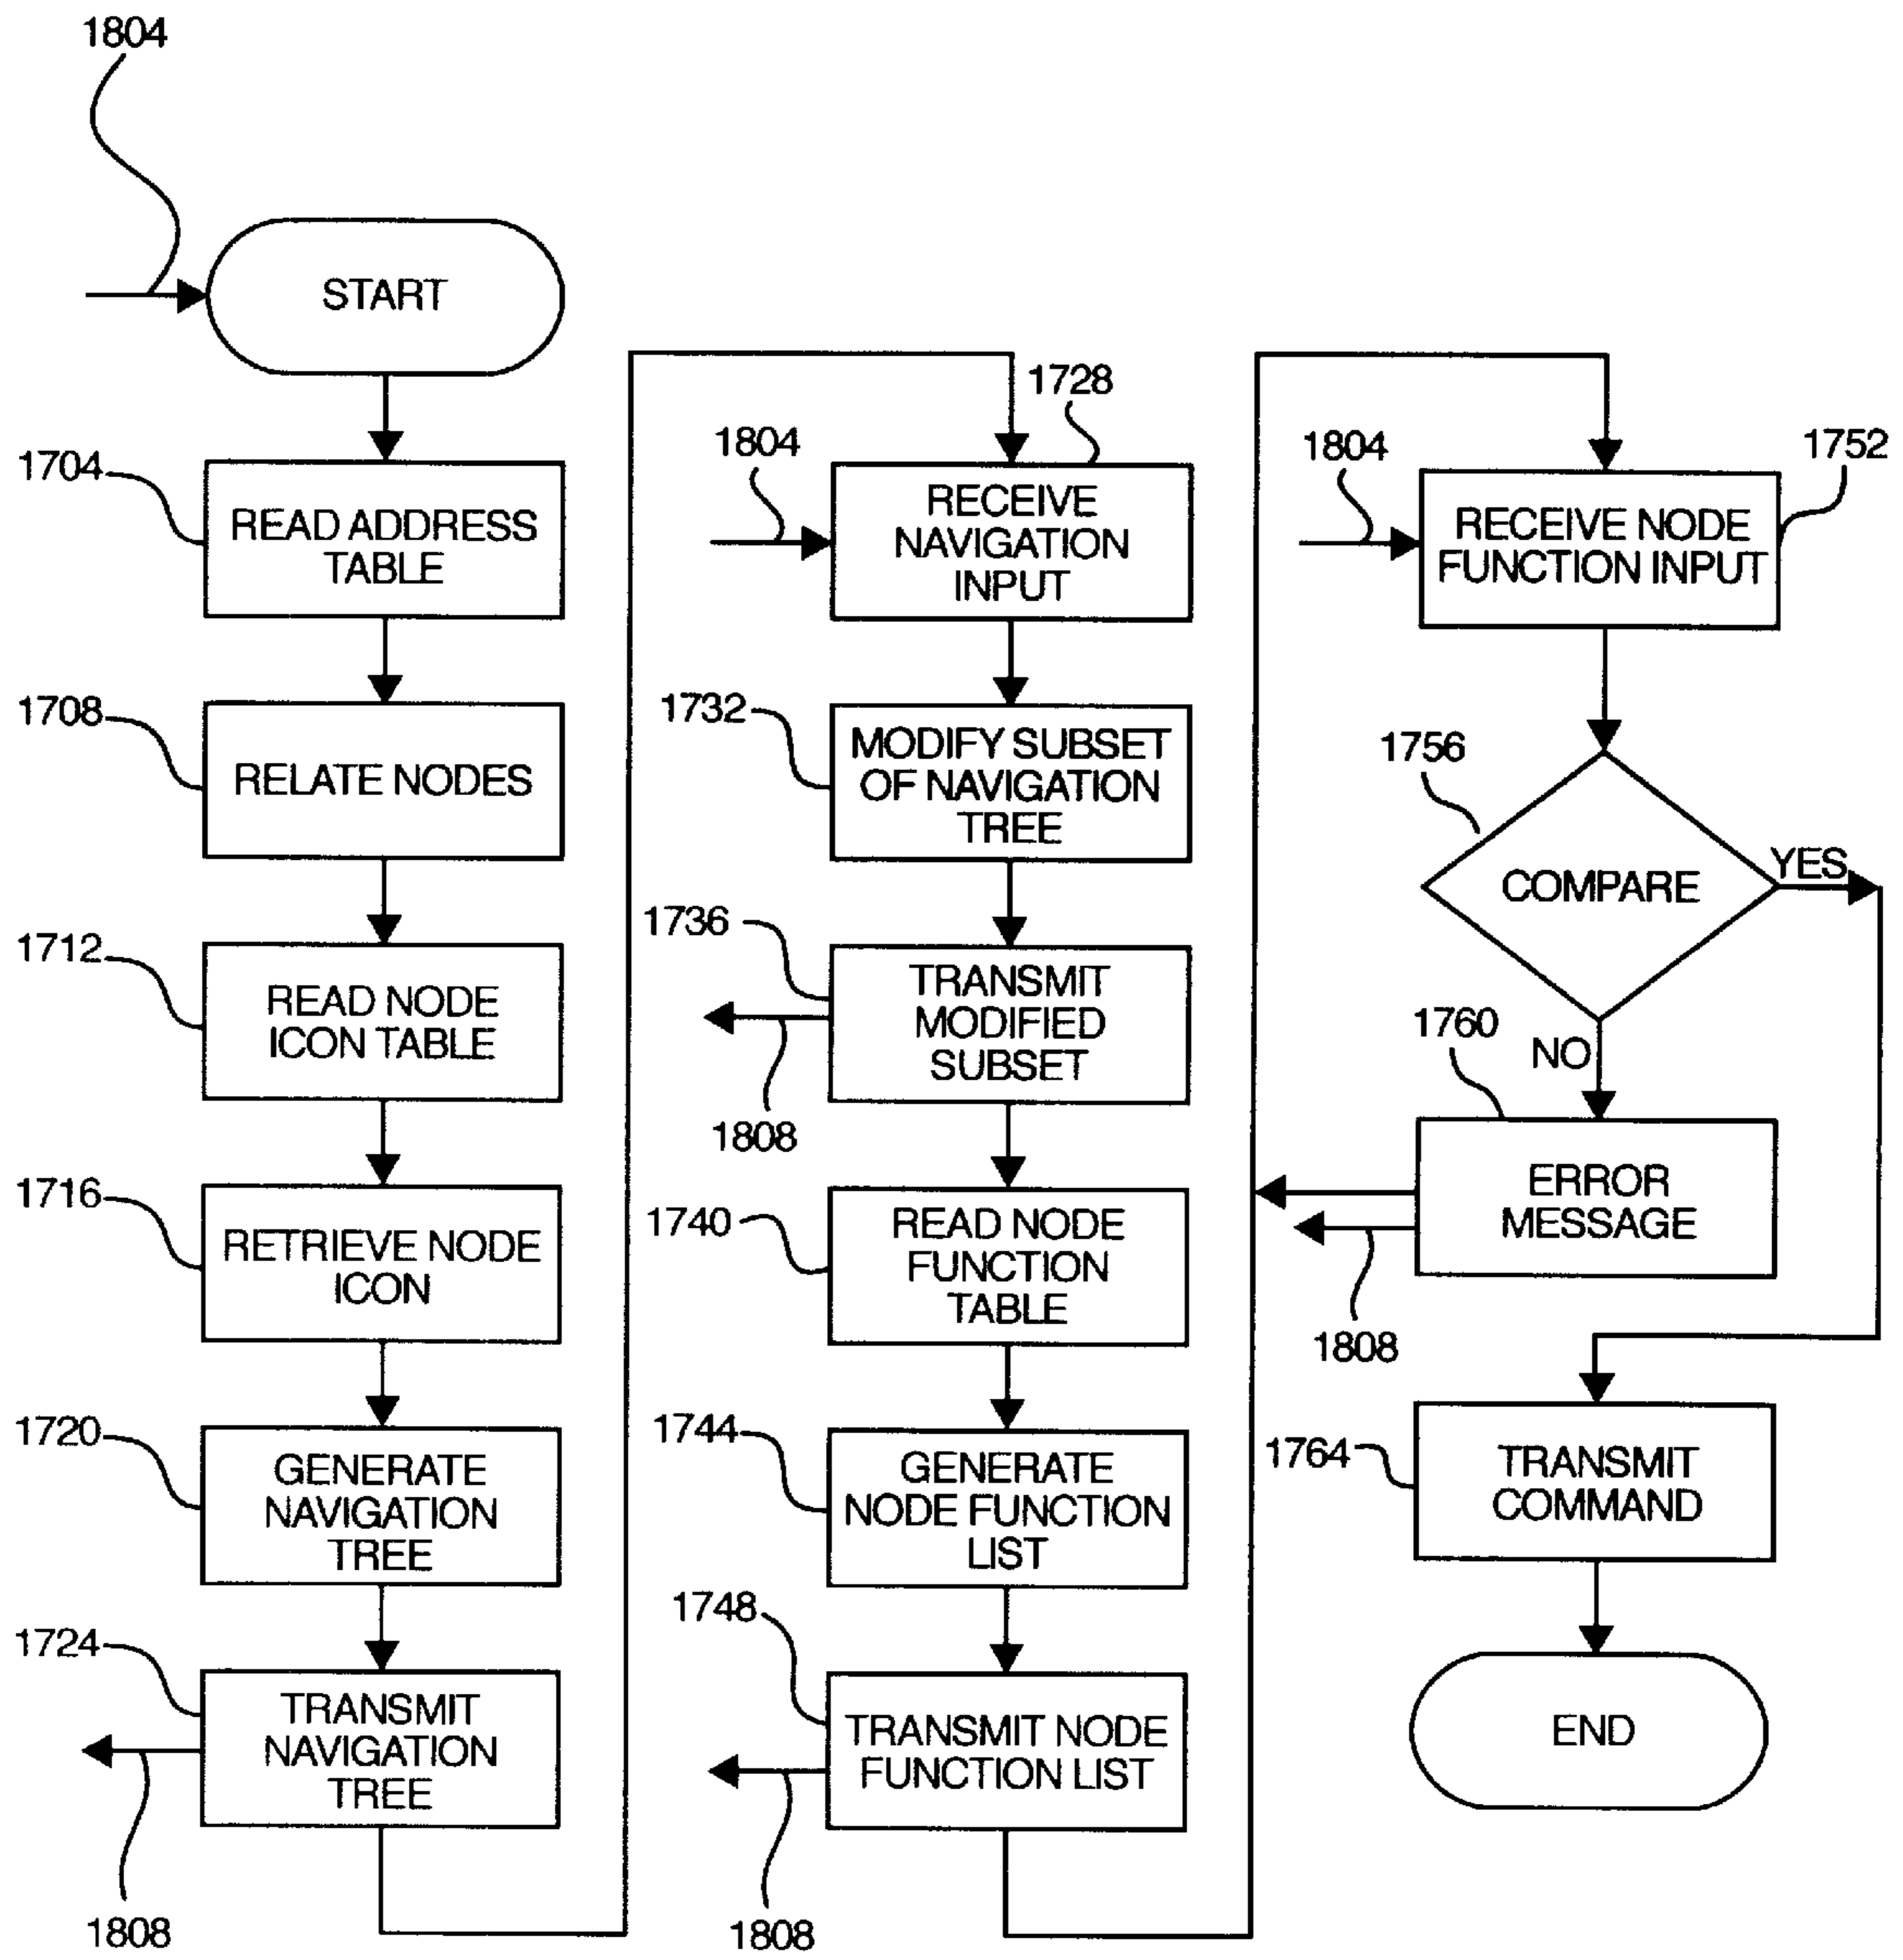 1804
START
1704
READ ADDRESS
TABLE
1708
RELATE NODES
1712
READ NODE
ICON TABLE
1716
RETRIEVE NODE
ICON
1720
GENERATE
NAVIGATION
TREE
1724
TRANSMIT
NAVIGATION
TREE
1808
1728
1804
RECEIVE
NAVIGATION
INPUT
1732
MODIFY SUBSET
OF NAVIGATION
TREE
1736
TRANSMIT
MODIFIED
SUBSET
1808
1740
READ NODE
FUNCTION
TABLE
1744
GENERATE
NODE FUNCTION
LIST
1748
TRANSMIT NODE
FUNCTION LIST
1808
1804
1752
RECEIVE NODE
FUNCTION INPUT
1756
COMPARE
YES
NO
1760
ERROR
MESSAGE
1808
1764
TRANSMIT
COMMAND
END